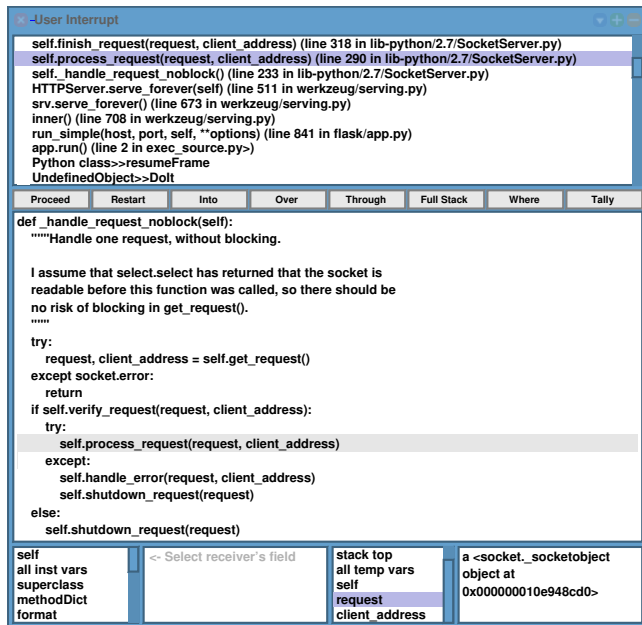 User Interrupt
self.finish_request(request, client_address) (line 318 in lib-python/2.7/SocketServer.py)
self.process_request(request, client_address) (line 290 in lib-python/2.7/SocketServer.py)
self._handle_request_noblock() (line 233 in lib-python/2.7/SocketServer.py)
HTTPServer.serve_forever(self) (line 511 in werkzeug/serving.py)
srv.serve_forever() (line 673 in werkzeug/serving.py)
inner() (line 708 in werkzeug/serving.py)
run_simple(host, port, self, **options) (line 841 in flask/app.py)
app.run() (line 2 in exec_source.py>)
Python class>>resumeFrame
UndefinedObject>>DoIt
Proceed Restart Into Over Through Full Stack Where Tally
def _handle_request_noblock(self):
"""Handle one request, without blocking.
I assume that select.select has returned that the socket is
readable before this function was called, so there should be
no risk of blocking in get_request().
"""
try:
request, client_address = self.get_request()
except socket.error:
return
if self.verify_request(request, client_address):
try:
self.process_request(request, client_address)
except:
self.handle_error(request, client_address)
self.shutdown_request(request)
else:
self.shutdown_request(request)
self
all inst vars
superclass
methodDict
format
<- Select receiver's field
stack top
all temp vars
self
request
client_address
a <socket._socketobject
object at
0x000000010e948cd0>